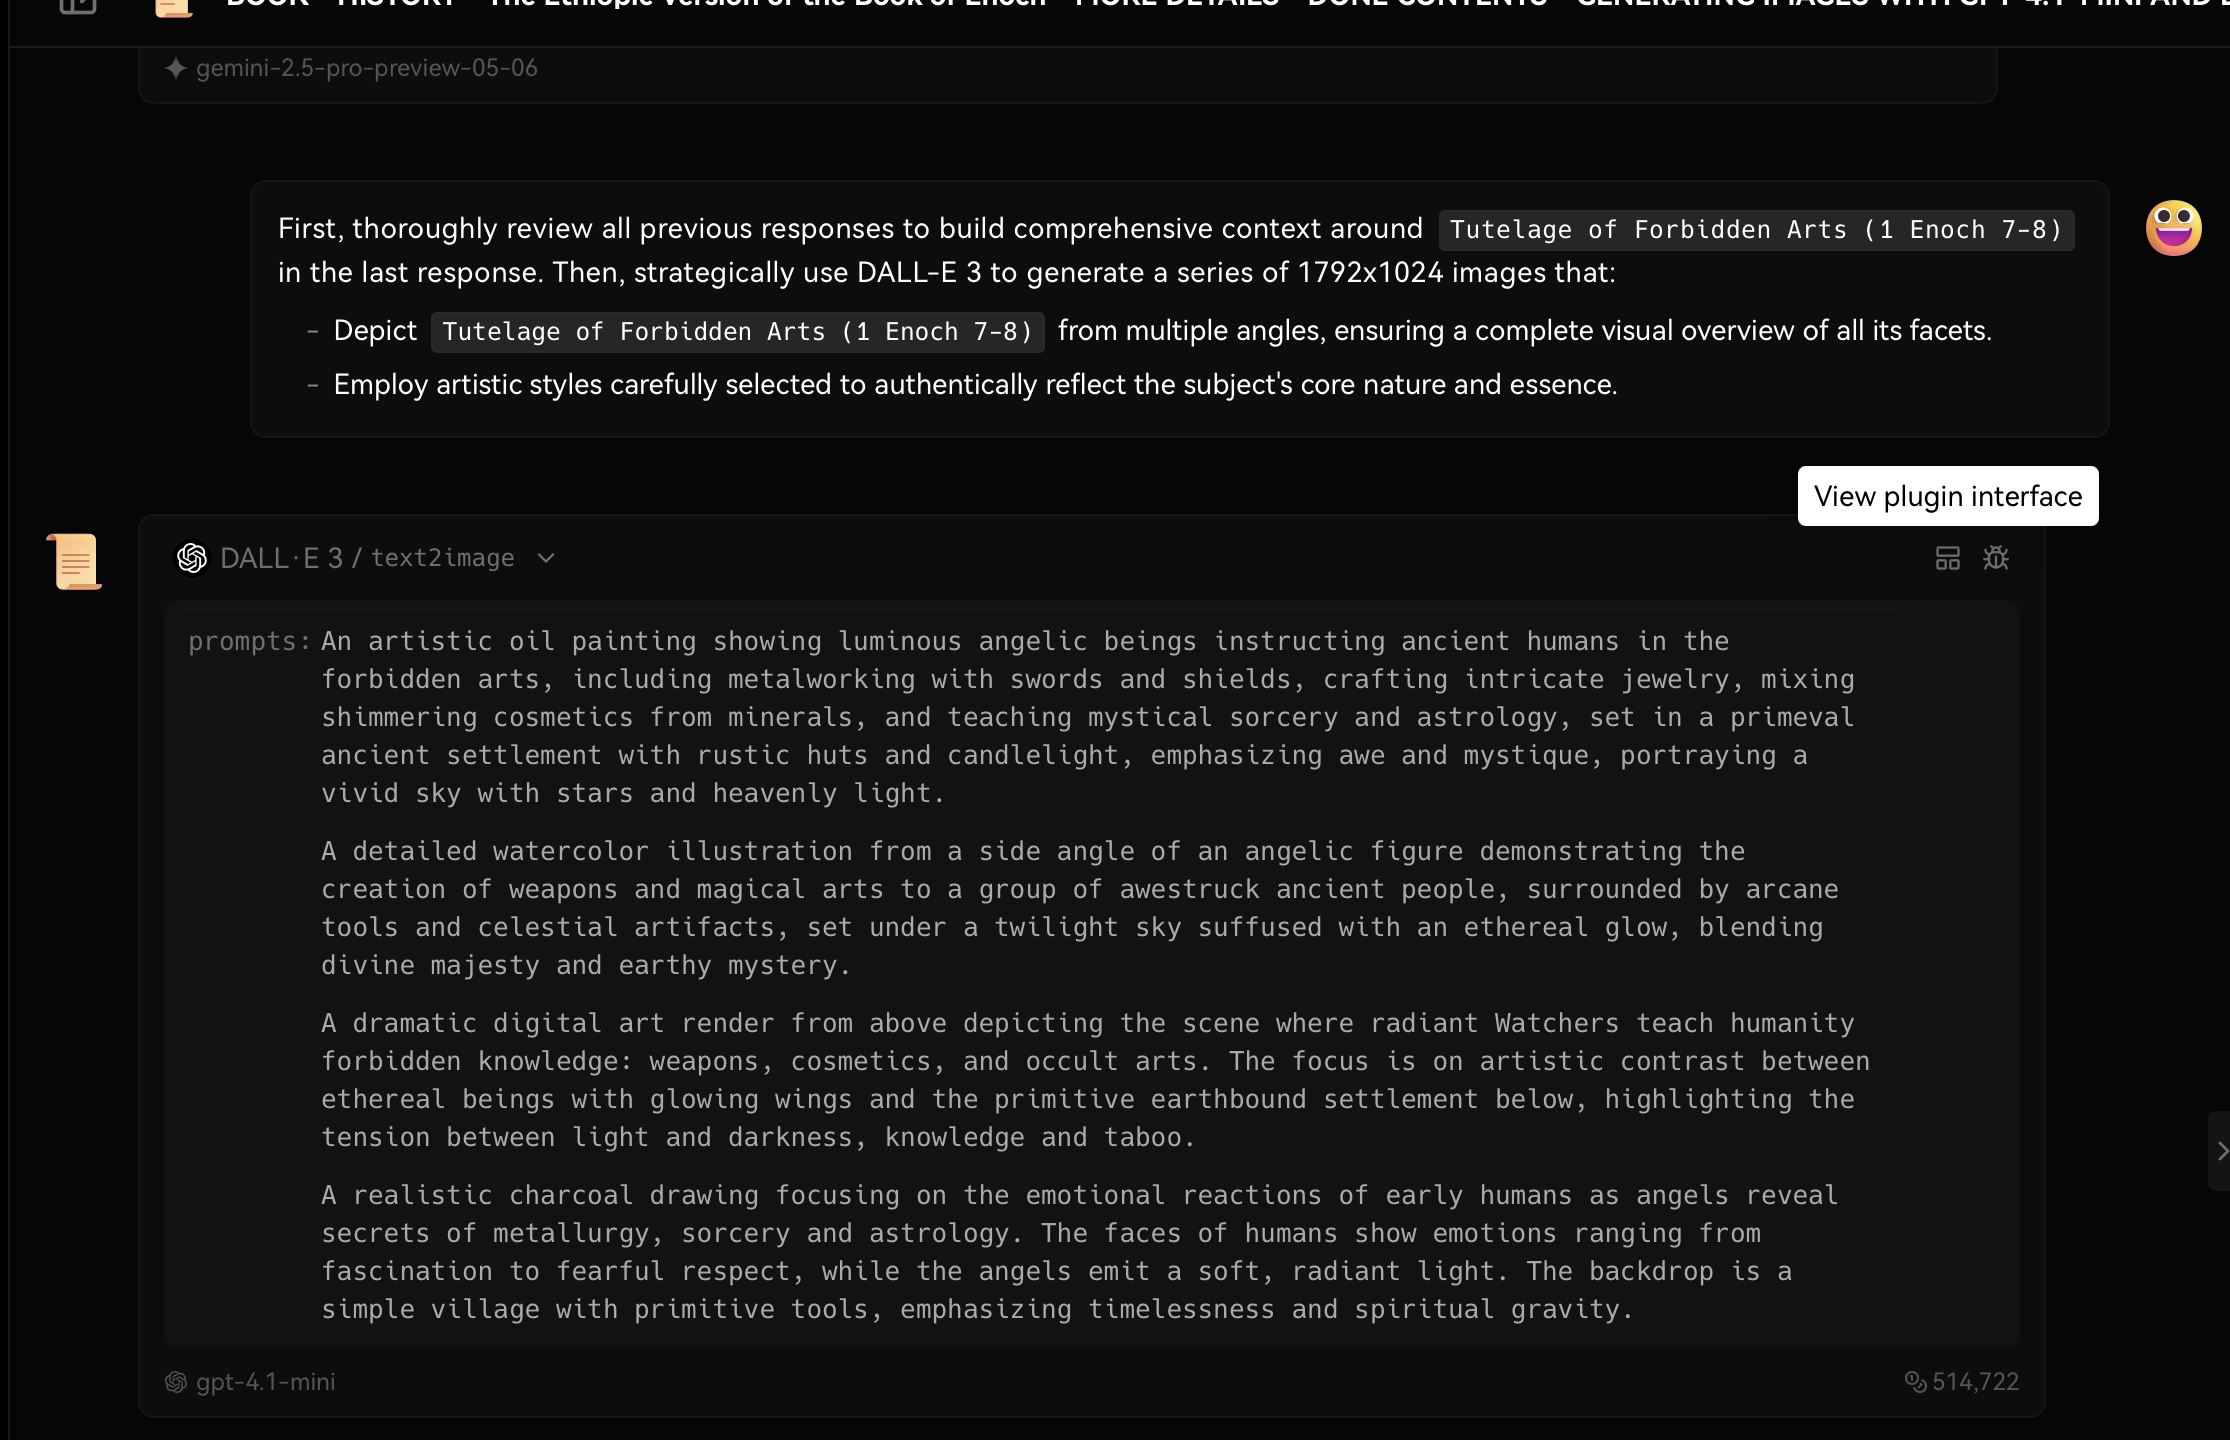 BOOK - HISTORY - The Ethiopic version of the Book of Enoch - MORE DETAILS - DONE CONTENTS - GENERATING IMAGES WITH GPT-4.1-MINI AND
gemini-2.5-pro-preview-05-06
First, thoroughly review all previous responses to build comprehensive context around Tutelage of Forbidden Arts (1 Enoch 7-8)
in the last response. Then, strategically use DALL-E 3 to generate a series of 1792x1024 images that:
- Depict Tutelage of Forbidden Arts (1 Enoch 7-8) from multiple angles, ensuring a complete visual overview of all its facets.
- Employ artistic styles carefully selected to authentically reflect the subject's core nature and essence.
View plugin interface
DALL·E 3 / text2image
prompts: An artistic oil painting showing luminous angelic beings instructing ancient humans in the
forbidden arts, including metalworking with swords and shields, crafting intricate jewelry, mixing
shimmering cosmetics from minerals, and teaching mystical sorcery and astrology, set in a primeval
ancient settlement with rustic huts and candlelight, emphasizing awe and mystique, portraying a
vivid sky with stars and heavenly light.
A detailed watercolor illustration from a side angle of an angelic figure demonstrating the
creation of weapons and magical arts to a group of awestruck ancient people, surrounded by arcane
tools and celestial artifacts, set under a twilight sky suffused with an ethereal glow, blending
divine majesty and earthy mystery.
A dramatic digital art render from above depicting the scene where radiant Watchers teach humanity
forbidden knowledge: weapons, cosmetics, and occult arts. The focus is on artistic contrast between
ethereal beings with glowing wings and the primitive earthbound settlement below, highlighting the
tension between light and darkness, knowledge and taboo.
A realistic charcoal drawing focusing on the emotional reactions of early humans as angels reveal
secrets of metallurgy, sorcery and astrology. The faces of humans show emotions ranging from
fascination to fearful respect, while the angels emit a soft, radiant light. The backdrop is a
simple village with primitive tools, emphasizing timelessness and spiritual gravity.
gpt-4.1-mini
514,722